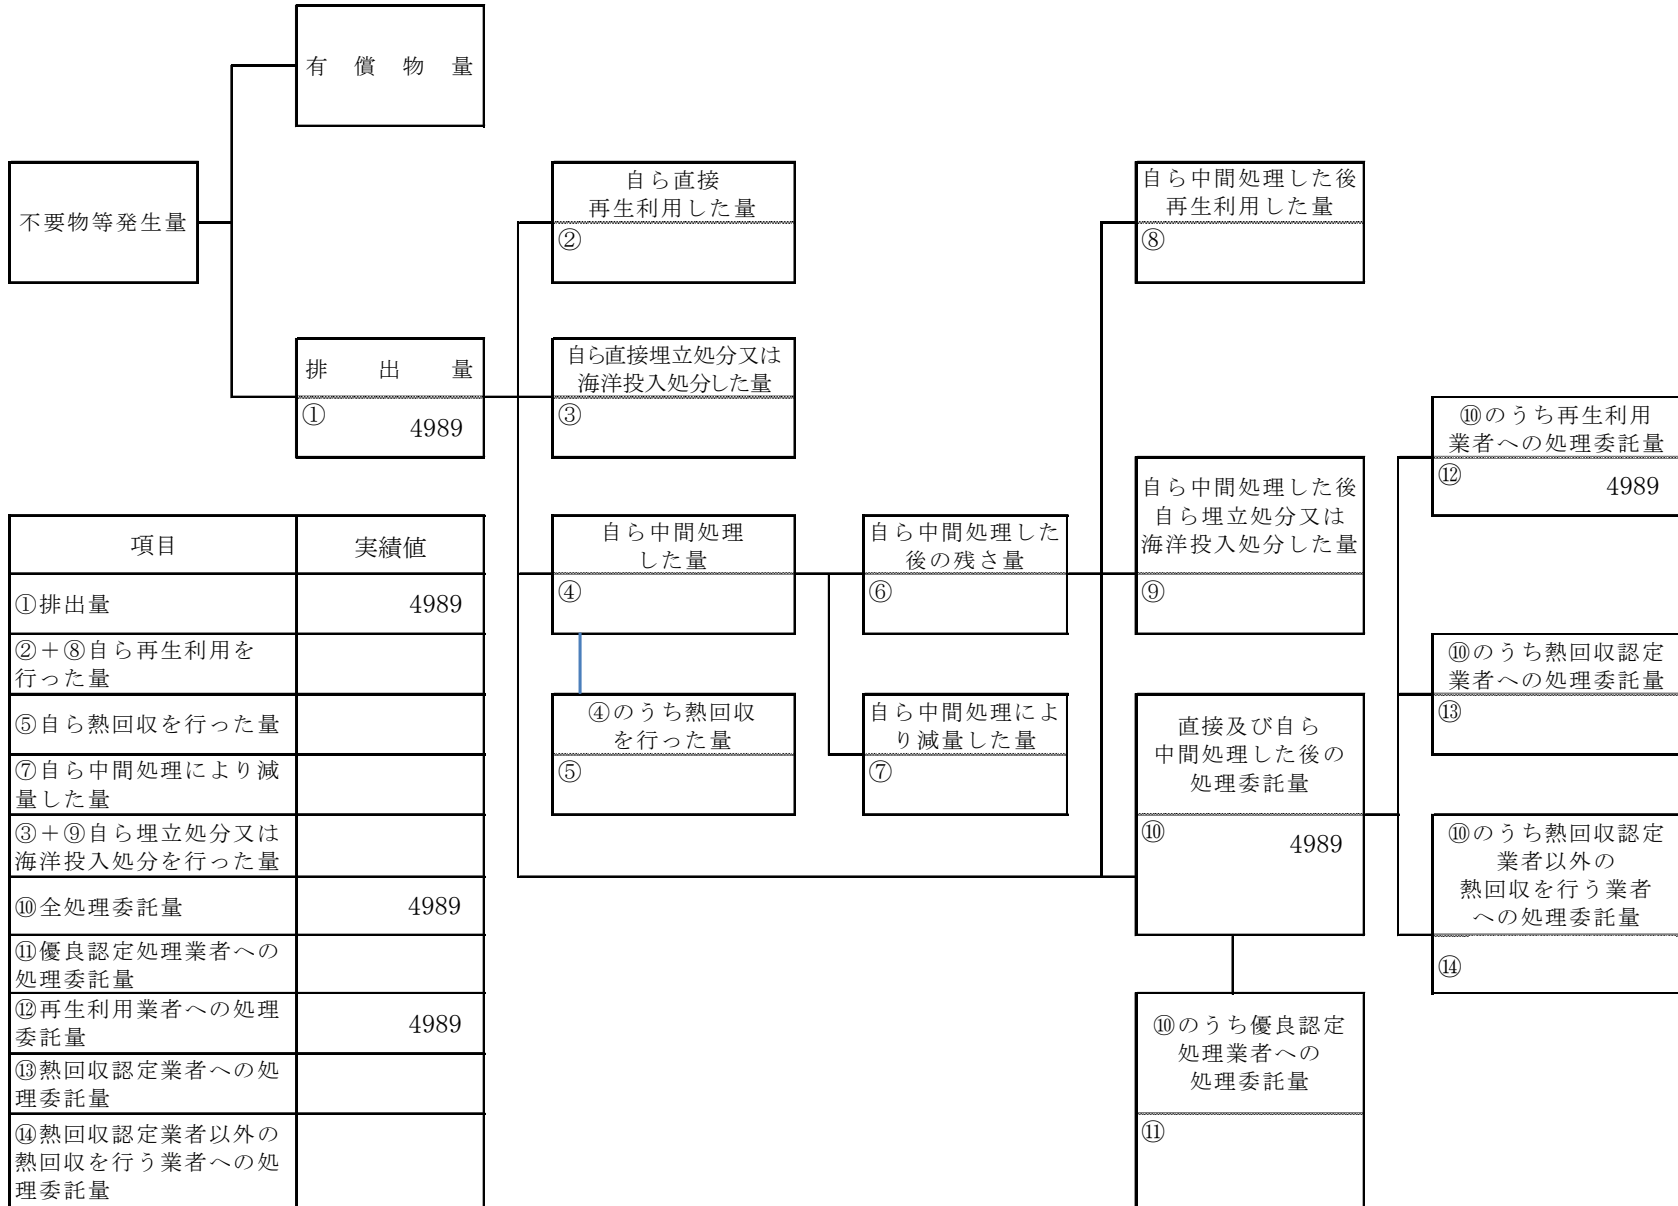 有償物量
不要物等発生量
自ら直接
再生利用した量
②
自ら中間処理した後
再生利用した量
⑧
排出量
①
4989
自ら直接埋立処分又は
海洋投入処分した量
③
⑩のうち再生利用
業者への処理委託量
⑫
4989
自ら中間処理
した量
④
自ら中間処理した
後の残さ量
⑥
自ら中間処理した後
自ら埋立処分又は
海洋投入処分した量
⑨
⑩のうち熱回収認定
業者への処理委託量
⑬
④のうち熱回収
を行った量
⑤
自ら中間処理によ
り減量した量
⑦
直接及び自ら
中間処理した後の
処理委託量
⑩
4989
⑩のうち熱回収認定
業者以外の
熱回収を行う業者
への処理委託量
⑭
⑩のうち優良認定
処理業者への
処理委託量
⑪
項目 実績値
①排出量 4989
②+⑧自ら再生利用を
行った量
⑤自ら熱回収を行った量
⑦自ら中間処理により減
量した量
③+⑨自ら埋立処分又は
海洋投入処分を行った量
⑩全処理委託量 4989
⑪優良認定処理業者への
処理委託量
⑫再生利用業者への処理
委託量 4989
⑬熱回収認定業者への処
理委託量
⑭熱回収認定業者以外の
熱回収を行う業者への処
理委託量